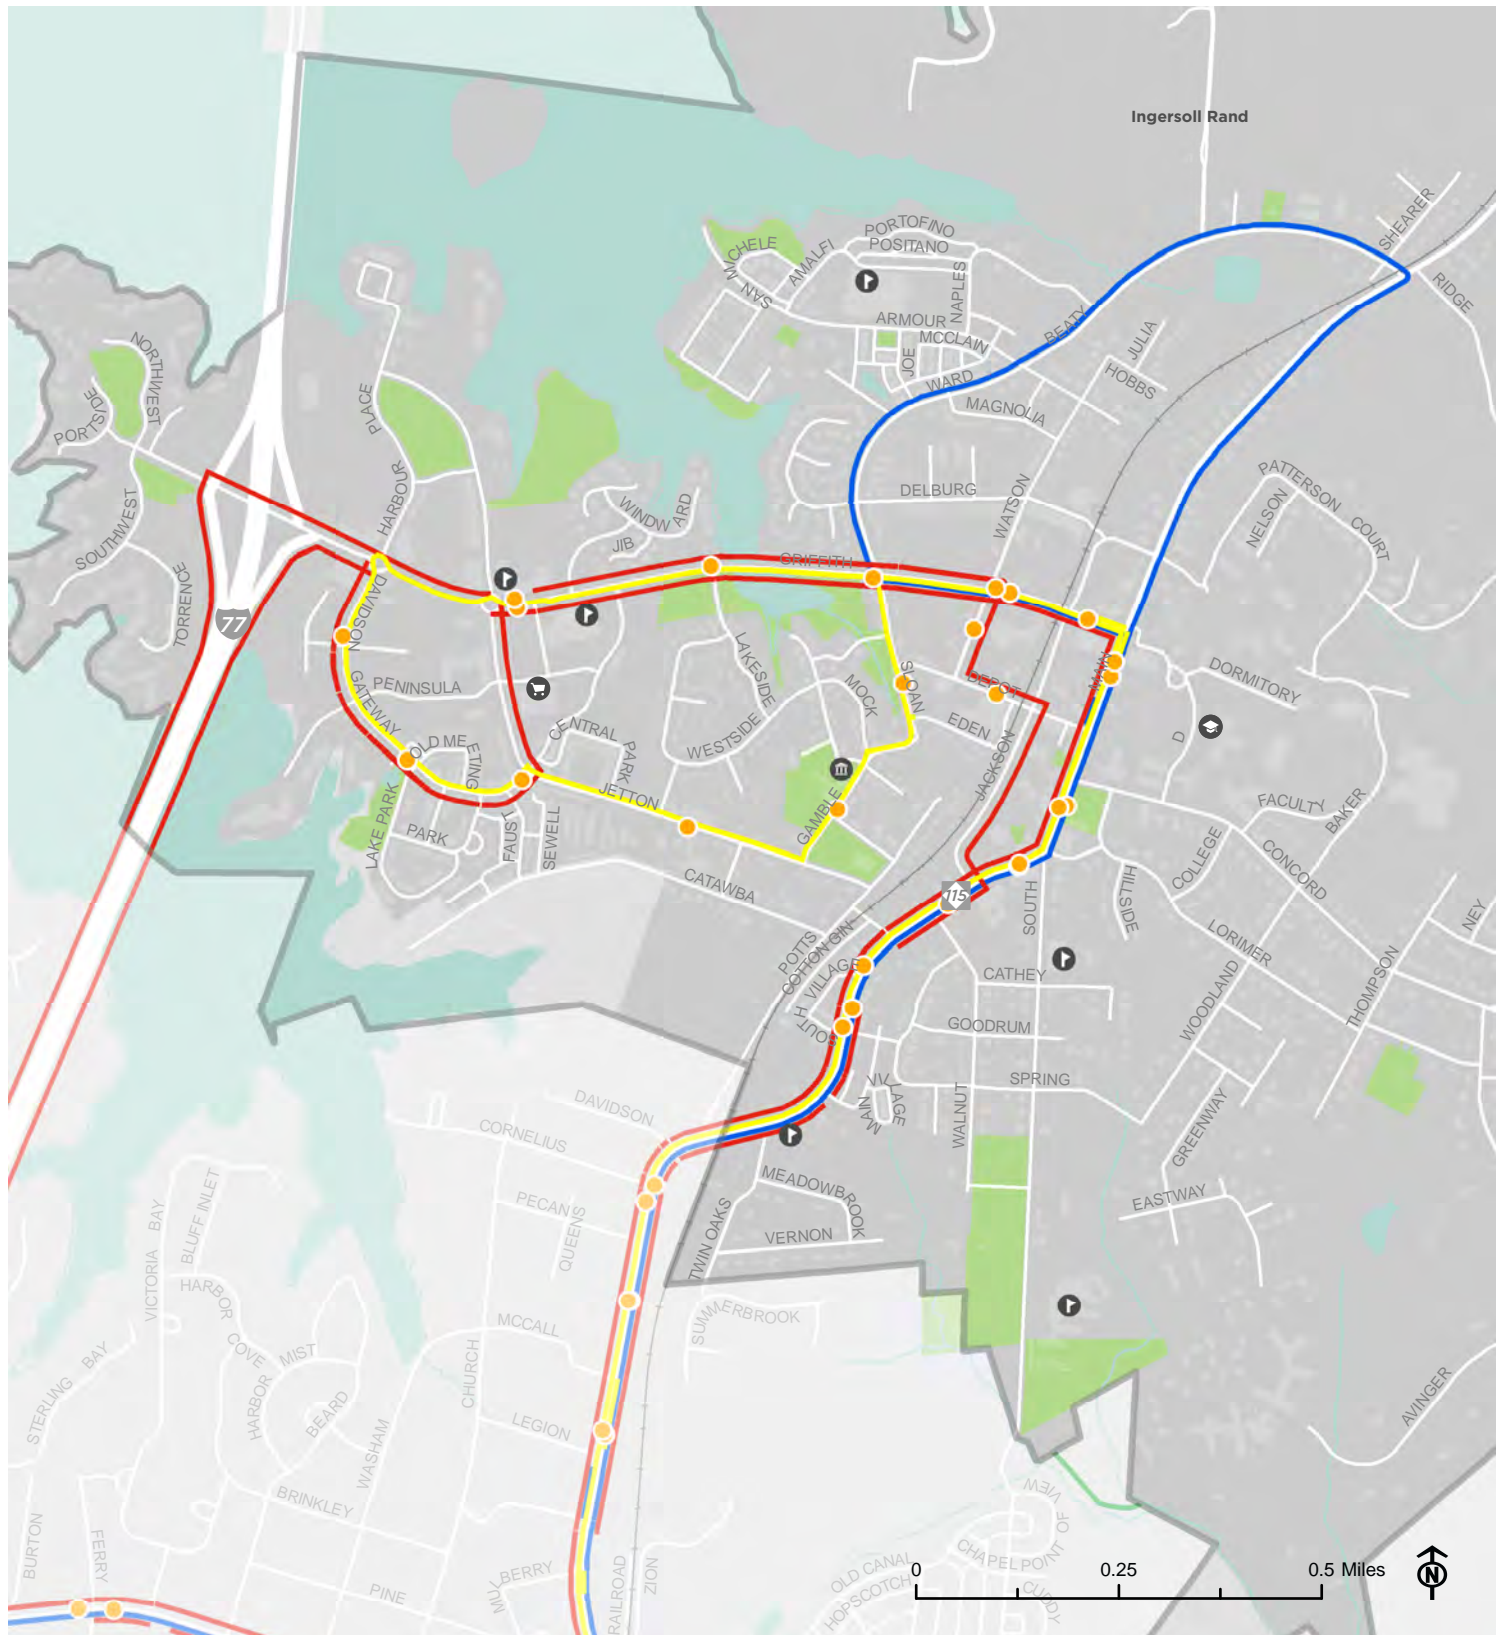 Ingersoll Rand
SHEARER
RIDGE
PORTOFINO
POSITANO
MICHELE
AMALFI
SAN
NAPLES
ARMOUR
MCCLAIN
JOE
BEATY
JULIA
HOBBS
WARD
MAGNOLIA
NORTHWEST
PORTSIDE
PLACE
HARBOUR
SOUTHWEST
TORRENCE
77
DELBURG
WATSON
WINDWARD
JIB
GRIFFITH
PATTERSON COURT
NELSON
DAVIDSON
GATEWAY
PENINSULA
LAKESIDE
WESTSIDE
MOCK
SLOAN
DEPOT
EDEN
MAIN
DORMITORY
D
OLD MEETING
CENTRAL
PARK
JETTON
GAMBLE
JACKSON
FACULTY
BAKER
LAKE PARK
PARK
FAUST
SEWELL
CATAWBA
115
SOUTH
HILLSIDE
COLLEGE
CONCORD
LORIMER
NEY
POTTS
COTTON GIN
SOUTH VILLAGE
CATHEY
GOODRUM
SPRING
WALNUT
MAIN VILLAGE
WOODLAND
THOMPSON
GREENWAY
EASTWAY
DAVIDSON
CORNELIUS
PECAN
QUEENS
MEADOWBROOK
VERNON
TWIN OAKS
SUMMERBROOK
VICTORIA BAY
BLUFF INLET
HARBOR COVE
MIST
HARBOR
BEARD
STERLING BAY
MCCALL
CHURCH
LEGION
WASHAM
BRINKLEY
BURTON
FERRY
PINE
MULBERRY
RAILROAD
ZION
AVINGER
VIEW
CHAPEL POINT OF
OLD CANAL
HOPSCOTCH
CUDDY
0 0.25 0.5 Miles
N